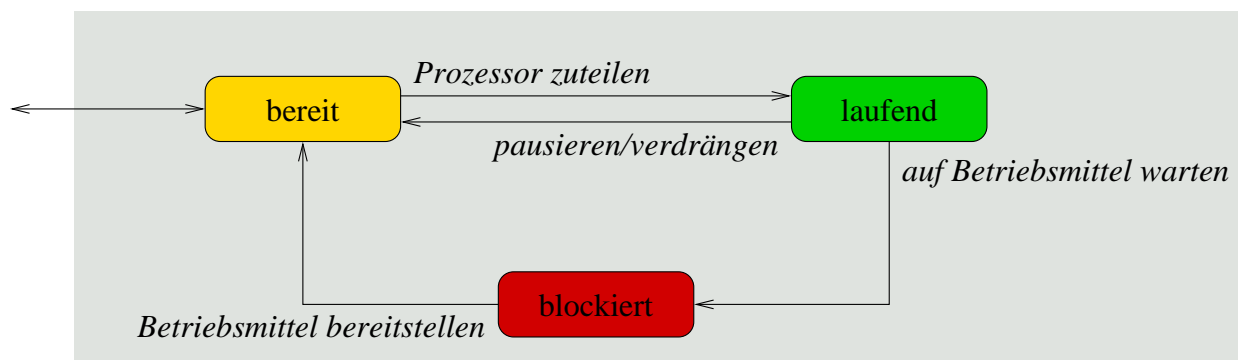 Prozessor zuteilen
bereit
laufend
pausieren/verdrängen
auf Betriebsmittel warten
blockiert
Betriebsmittel bereitstellen